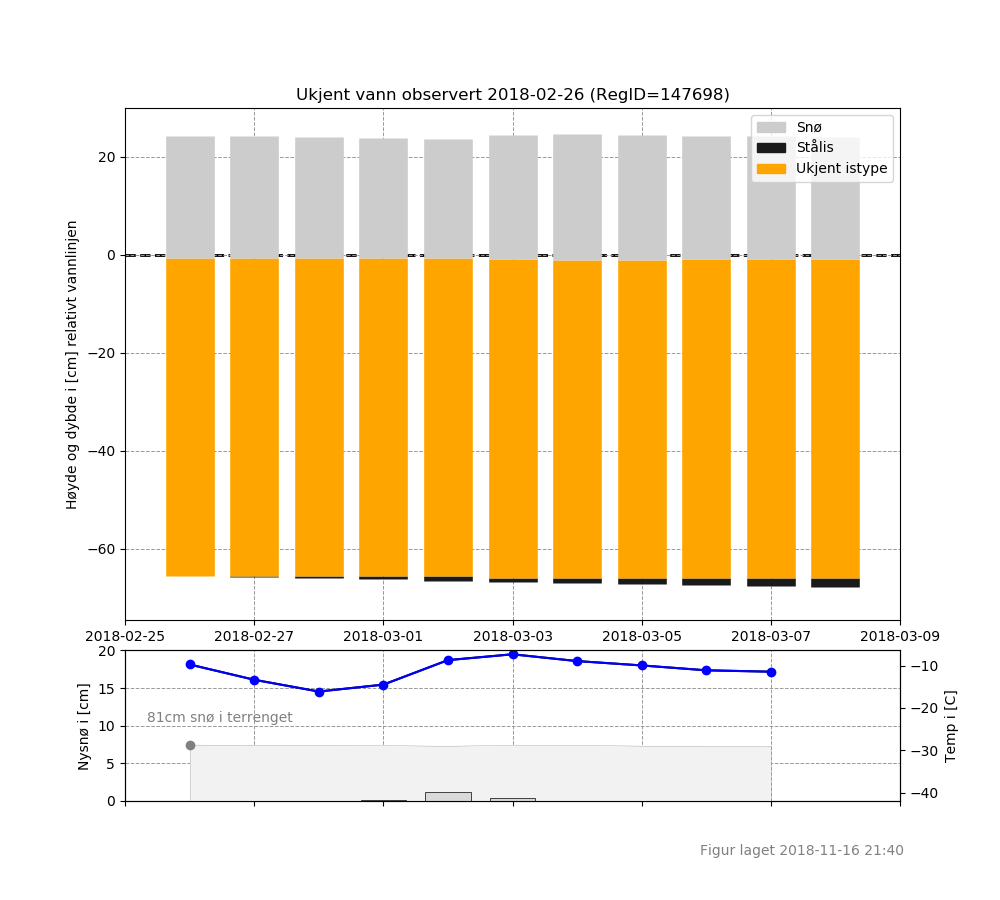 Ukjent vann observert 2018-02-26 (RegID=147698)
Snø
Stålis
Ukjent istype
Høyde og dybde i [cm] relativt vannlinjen
20
0
−20
−40
−60
2018-02-25 2018-02-27 2018-03-01 2018-03-03 2018-03-05 2018-03-07 2018-03-09
Nysnø i [cm]
20
15
10
5
0
81cm snø i terrenget
−10
−20
−30
−40
Temp i [C]
Figur laget 2018-11-16 21:40